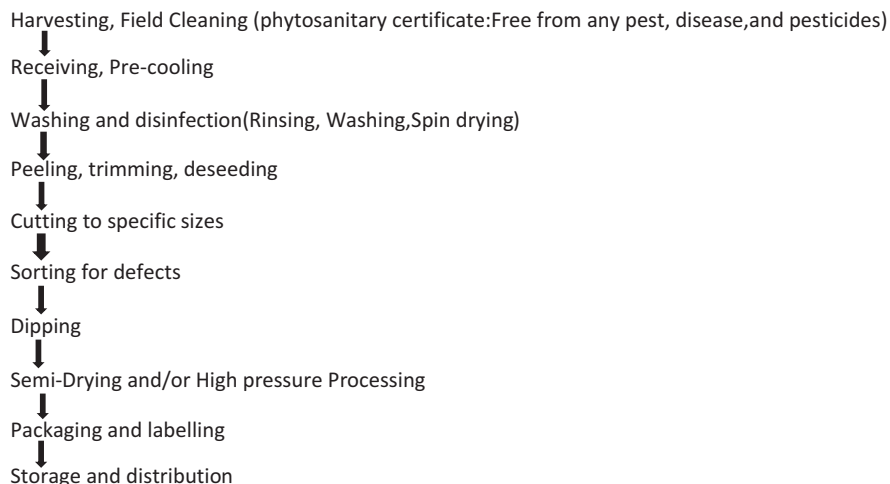 Harvesting, Field Cleaning (phytosanitary certificate:Free from any pest, disease,and pesticides)
Receiving, Pre-cooling
Washing and disinfection(Rinsing, Washing,Spin drying)
Peeling, trimming, deseeding
Cutting to specific sizes
Sorting for defects
Dipping
Semi-Drying and/or High pressure Processing
Packaging and labelling
Storage and distribution